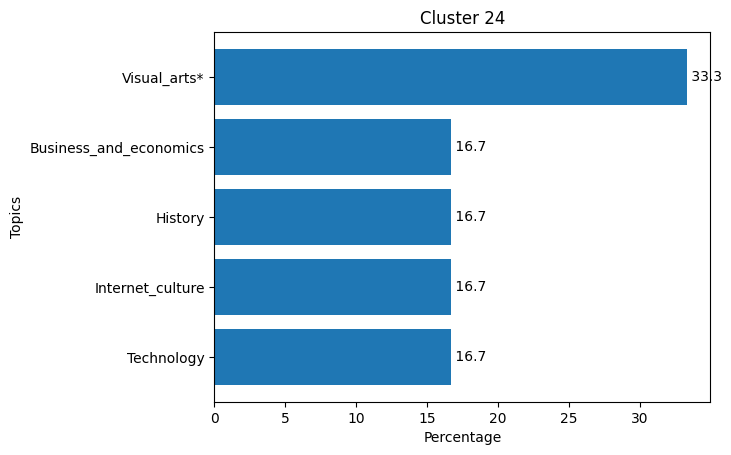 Cluster 24
Topics
Visual_arts*
33.3
Business_and_economics
16.7
History
16.7
Internet_culture
16.7
Technology
16.7
0 5 10 15 20 25 30
Percentage